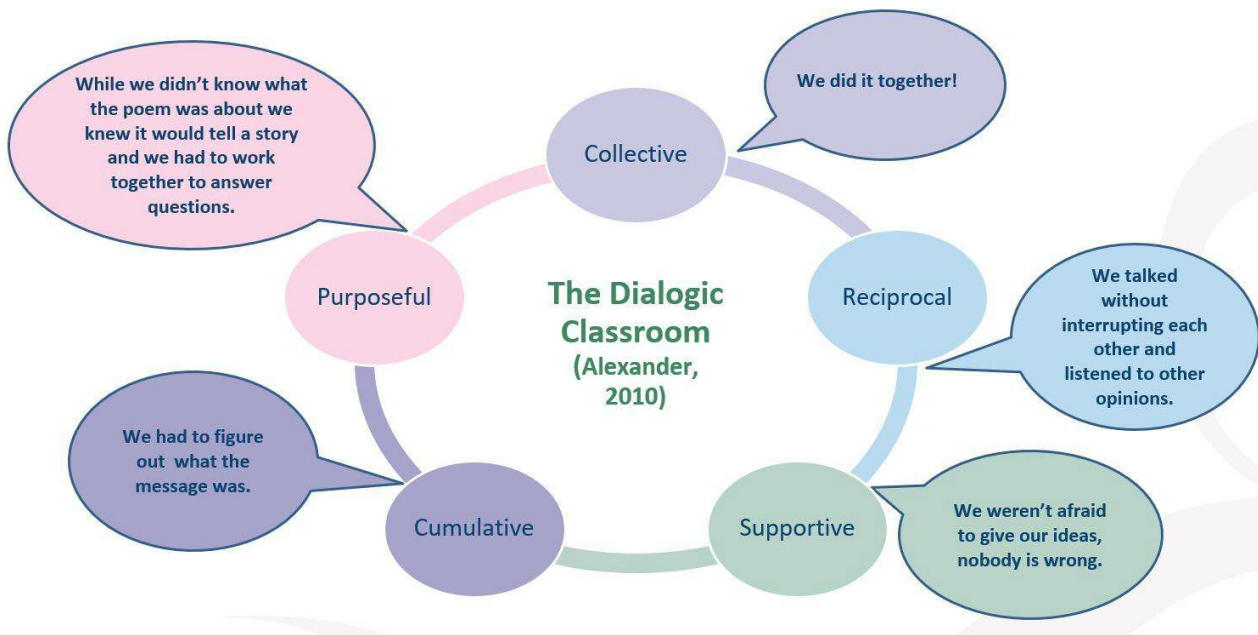 While we didn’t know what
the poem was about we
knew it would tell a story
and we had to work
together to answer
questions.
We did it together!
Collective
Purposeful
The Dialogic
Classroom
(Alexander,
2010)
Reciprocal
We talked
without
interrupting each
other and
listened to other
opinions.
We had to figure
out what the
message was.
Cumulative
Supportive
We weren’t afraid
to give our ideas,
nobody is wrong.